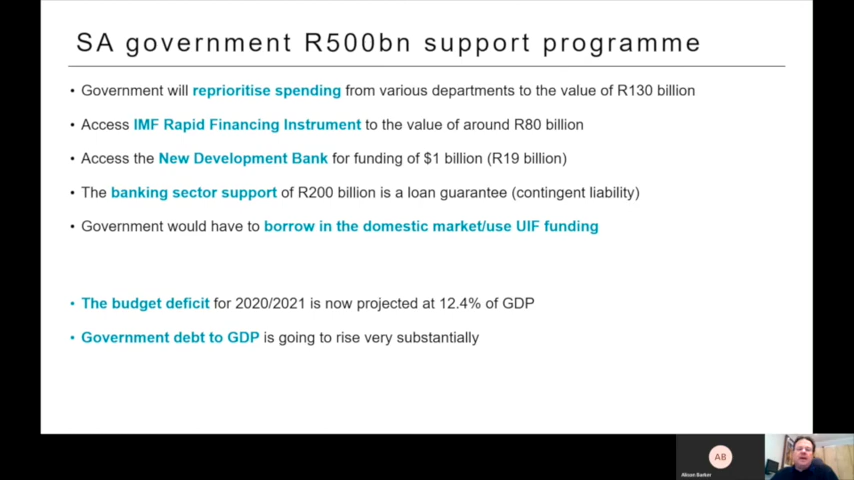 SA government R500bn support programme
• Government will reprioritise spending from various departments to the value of R130 billion
• Access IMF Rapid Financing Instrument to the value of around R80 billion
• Access the New Development Bank for funding of $1 billion (R19 billion)
• The banking sector support of R200 billion is a loan guarantee (contingent liability)
• Government would have to borrow in the domestic market/use UIF funding
• The budget deficit for 2020/2021 is now projected at 12.4% of GDP
• Government debt to GDP is going to rise very substantially
AB
Alison Barker